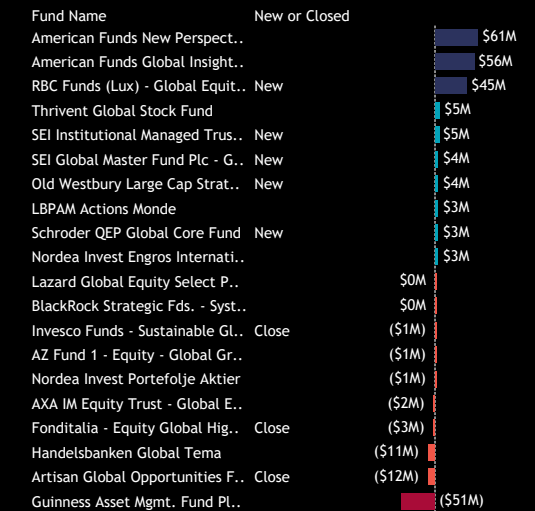 Fund Name New or Closed
American Funds New Perspect.. $61M
American Funds Global Insight.. $56M
RBC Funds (Lux) - Global Equit.. New $45M
Thrivent Global Stock Fund $5M
SEI Institutional Managed Trus.. New $5M
SEI Global Master Fund Plc - G.. New $4M
Old Westbury Large Cap Strat.. New $4M
LBPAM Actions Monde $3M
Schroder QEP Global Core Fund New $3M
Nordea Invest Engros Internati.. $3M
Lazard Global Equity Select P.. $0M
BlackRock Strategic Fds. - Syst.. $0M
Invesco Funds - Sustainable Gl.. Close ($1M)
AZ Fund 1 - Equity - Global Gr.. ($1M)
Nordea Invest Portefolje Aktier ($1M)
AXA IM Equity Trust - Global E.. ($2M)
Fonditalia - Equity Global Hig.. Close ($3M)
Handelsbanken Global Tema ($11M)
Artisan Global Opportunities F.. Close ($12M)
Guinness Asset Mgmt. Fund Pl.. ($51M)